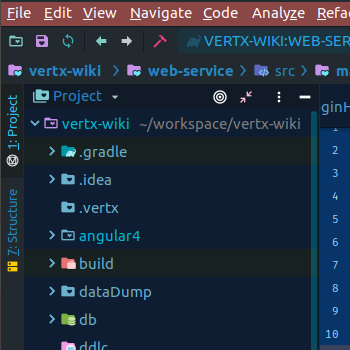 File Edit View Navigate Code Analyze Refa
VERTX-WIKI:WEB-SER
vertx-wiki web-service src ma
1: Project
7: Structure
Project
vertx-wiki ~/workspace/vertx-wiki
.gradle
.idea
.vertx
angular4
build
dataDump
db
ddlc
ginH
1
2
3
4
5
6
7
8
9
10